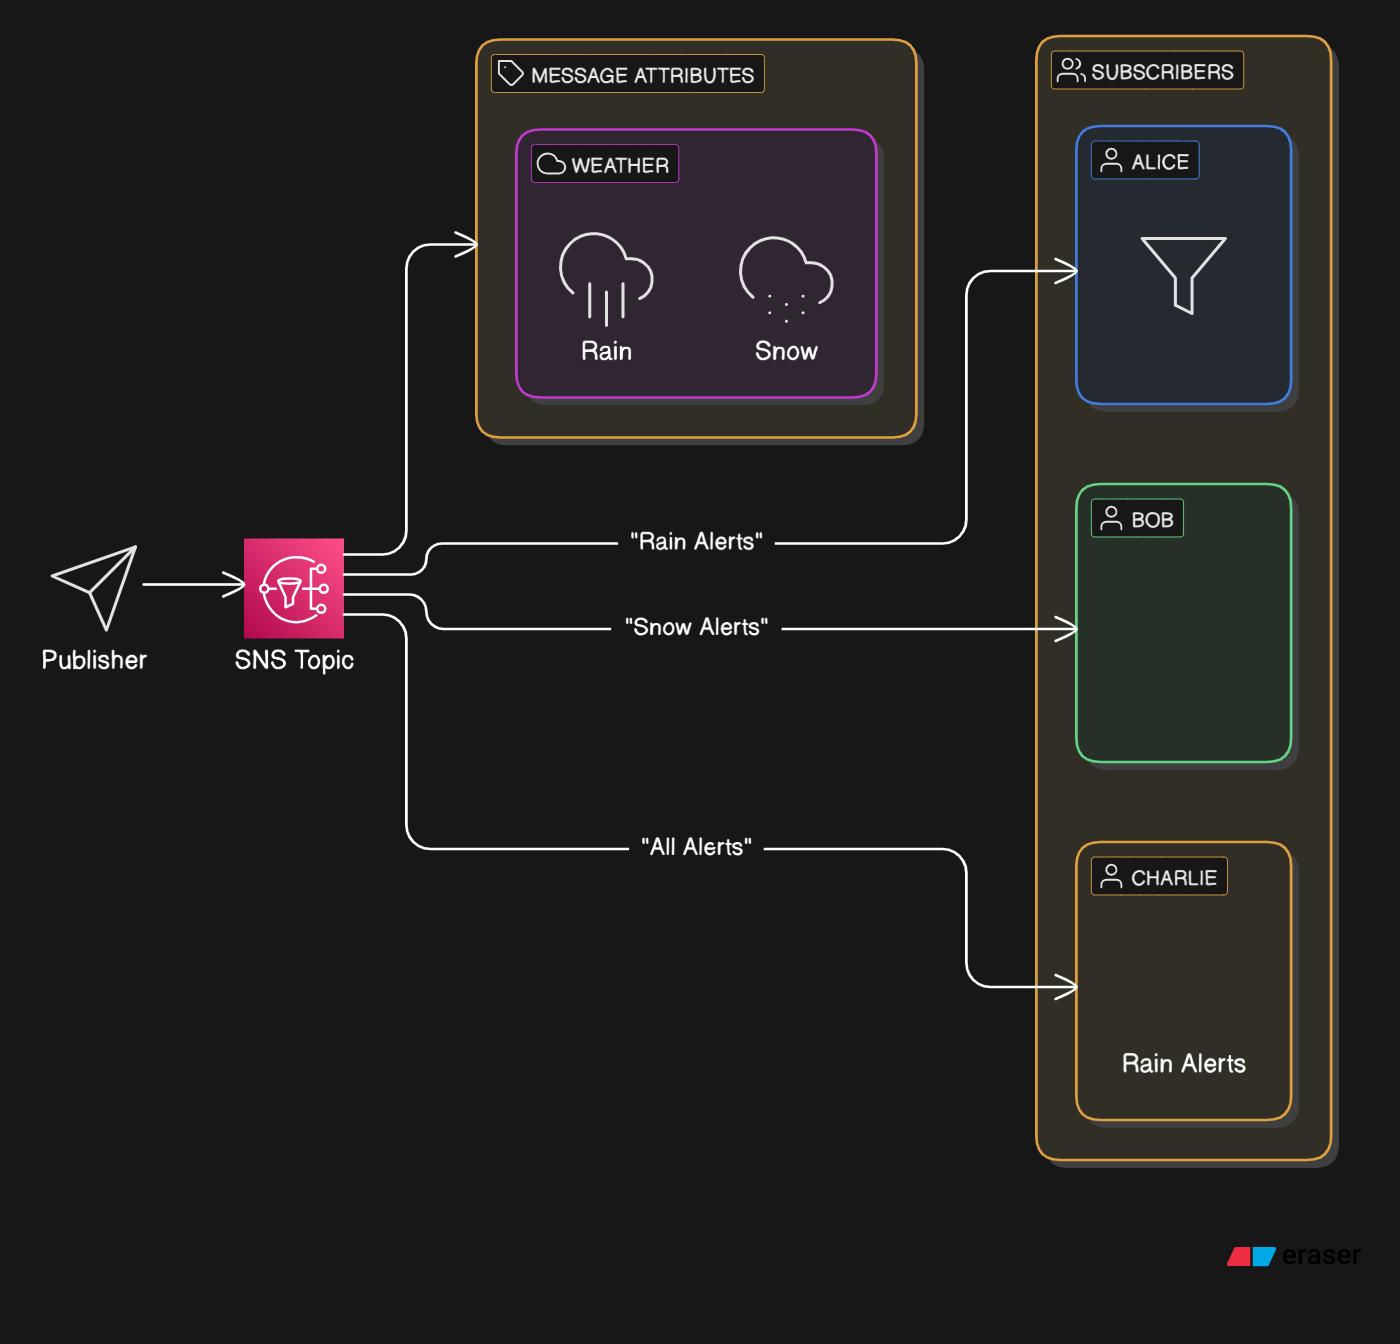 MESSAGE ATTRIBUTES
WEATHER
Rain
Snow
SUBSCRIBERS
ALICE
"Rain Alerts"
BOB
Publisher
SNS Topic
"Snow Alerts"
"All Alerts"
CHARLIE
Rain Alerts
eraser